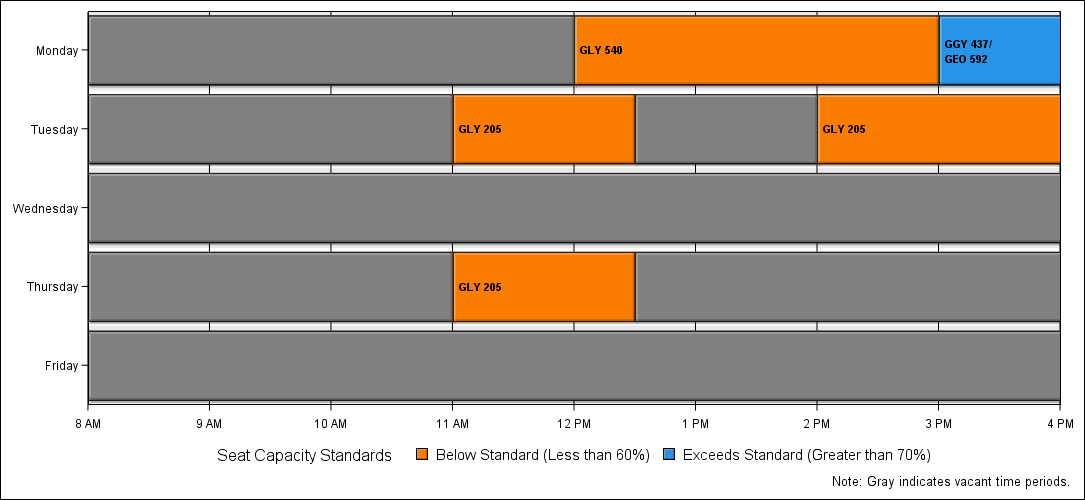 Monday
GLY 540
GGY 437/
GEO 592
Tuesday
GLY 205
GLY 205
Wednesday
Thursday
GLY 205
Friday
8 AM 9 AM 10 AM 11 AM 12 PM 1 PM 2 PM 3 PM 4 PM
Seat Capacity Standards Below Standard (Less than 60%) Exceeds Standard (Greater than 70%)
Note: Gray indicates vacant time periods.